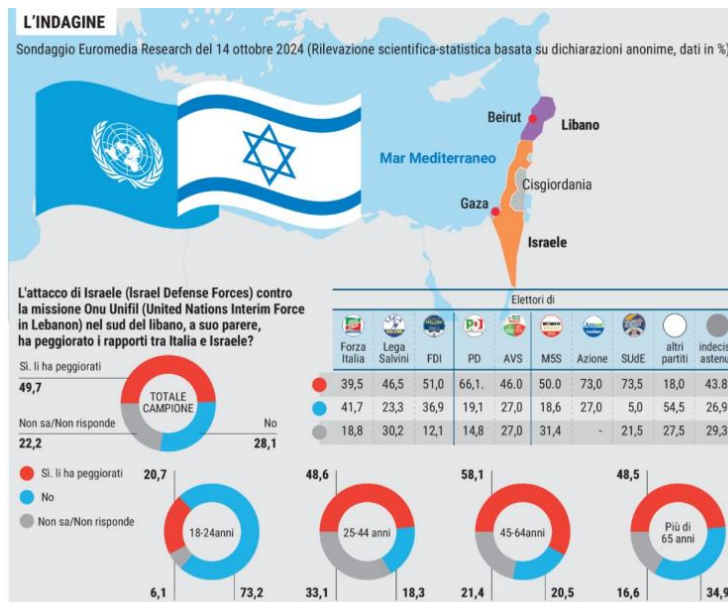 L'INDAGINE
Sondaggio Euromedia Research del 14 ottobre 2024 (Rilevazione scientifica-statistica basata su dichiarazioni anonime, dati in %)
Beirut
Libano
Mar Mediterraneo
Cisgiordania
Gaza
Israele
L'attacco di Israele (Israel Defense Forces) contro
la missione Onu Unifil (United Nations Interim Force
in Lebanon) nel sud del libano, a suo parere,
ha peggiorato i rapporti tra Italia e Israele?
Sì. li ha peggiorati
49,7
TOTALE
CAMPIONE
Non sa/Non risponde
22,2
No
28,1
Elettori di
Forza Italia Lega Salvini FDI PD AVS M5S Azione SUdE altri partiti
39,5 46,5 51,0 66,1. 46.0 50.0 73,0 73,5 18,0 43.8
41,7 23,3 36,9 19,1 27,0 18,6 27,0 5,0 54,5 26,9
18,8 30,2 12,1 14,8 27,0 31,4 - 21,5 27,5 29,3
Sì. li ha peggiorati
No
Non sa/Non risponde
20,7
18-24anni
6,1
73,2
48,6
25-44 anni
33,1
18,3
58,1
45-64anni
21,4
20,5
48,5
Più di
65 anni
16,6